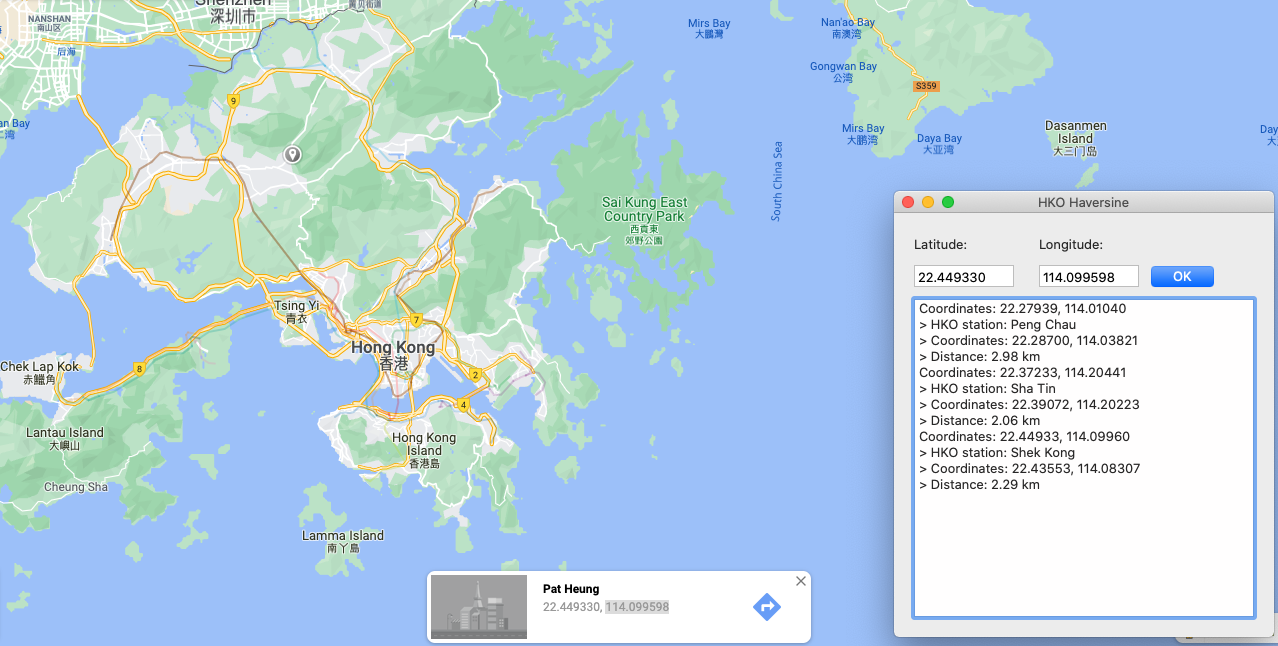 Shenzhen
深圳市
NANSHAN
南山区
后海
9
Mirs Bay
大鵬灣
Nan'ao Bay
南澳湾
Gongwan Bay
公湾
S359
Mirs Bay
大鹏湾
Daya Bay
大亚湾
Dasanmen
Island
大三门岛
South China Sea
Sai Kung East
Country Park
西貢東
郊野公園
Tsing Yi
青衣
7
Hong Kong
香港
2
4
8
Chek Lap Kok
赤鱲角
Lantau Island
大嶼山
Cheung Sha
Hong Kong
Island
香港島
Lamma Island
南丫島
Pat Heung
22.449330, 114.099598
HKO Haversine
Latitude: Longitude:
22.449330 114.099598 OK
Coordinates: 22.27939, 114.01040
> HKO station: Peng Chau
> Coordinates: 22.28700, 114.03821
> Distance: 2.98 km
Coordinates: 22.37233, 114.20441
> HKO station: Sha Tin
> Coordinates: 22.39072, 114.20223
> Distance: 2.06 km
Coordinates: 22.44933, 114.09960
> HKO station: Shek Kong
> Coordinates: 22.43553, 114.08307
> Distance: 2.29 km